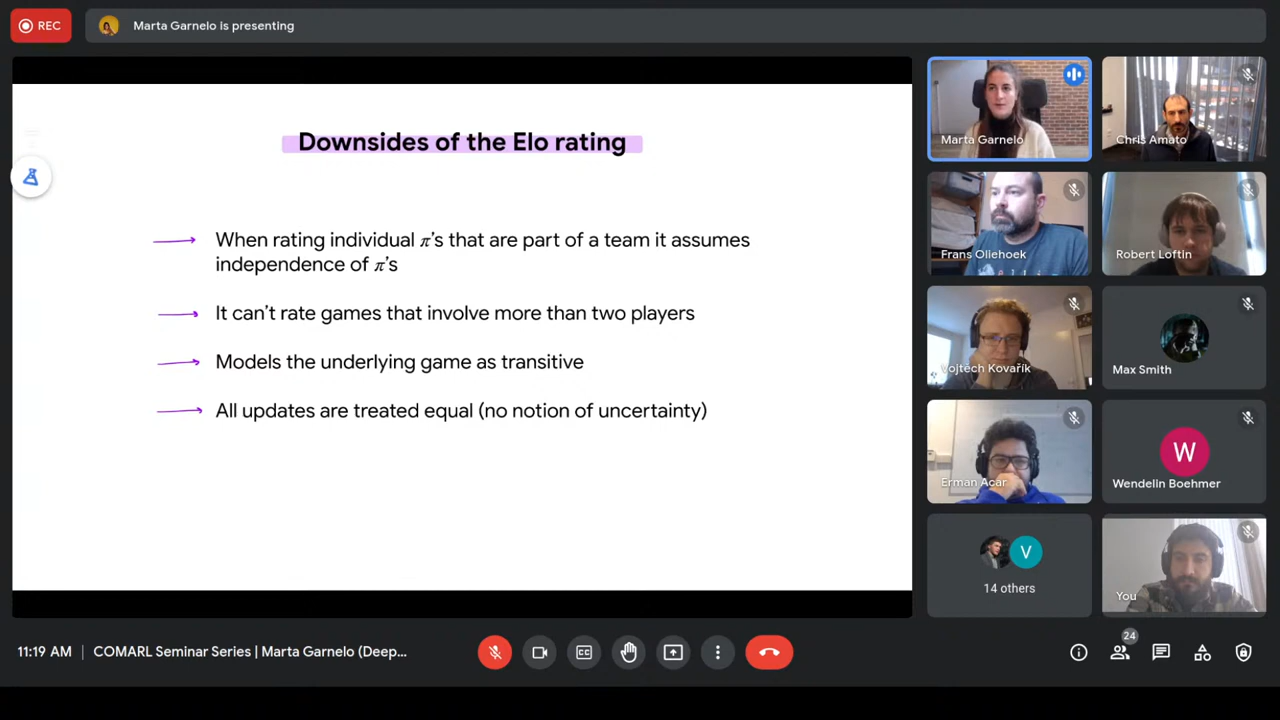 REC
Marta Garnelo is presenting
Downsides of the Elo rating
When rating individual π's that are part of a team it assumes
independence of π's
It can't rate games that involve more than two players
Models the underlying game as transitive
All updates are treated equal (no notion of uncertainty)
Marta Garnelo
Chris Amato
Frans Oliehoek
Robert Loftin
Vojtěch Kovařík
Max Smith
Erman Acar
W
Wendelin Boehmer
V
14 others
You
11:19 AM
COMARL Seminar Series | Marta Garnelo (Deep...
24